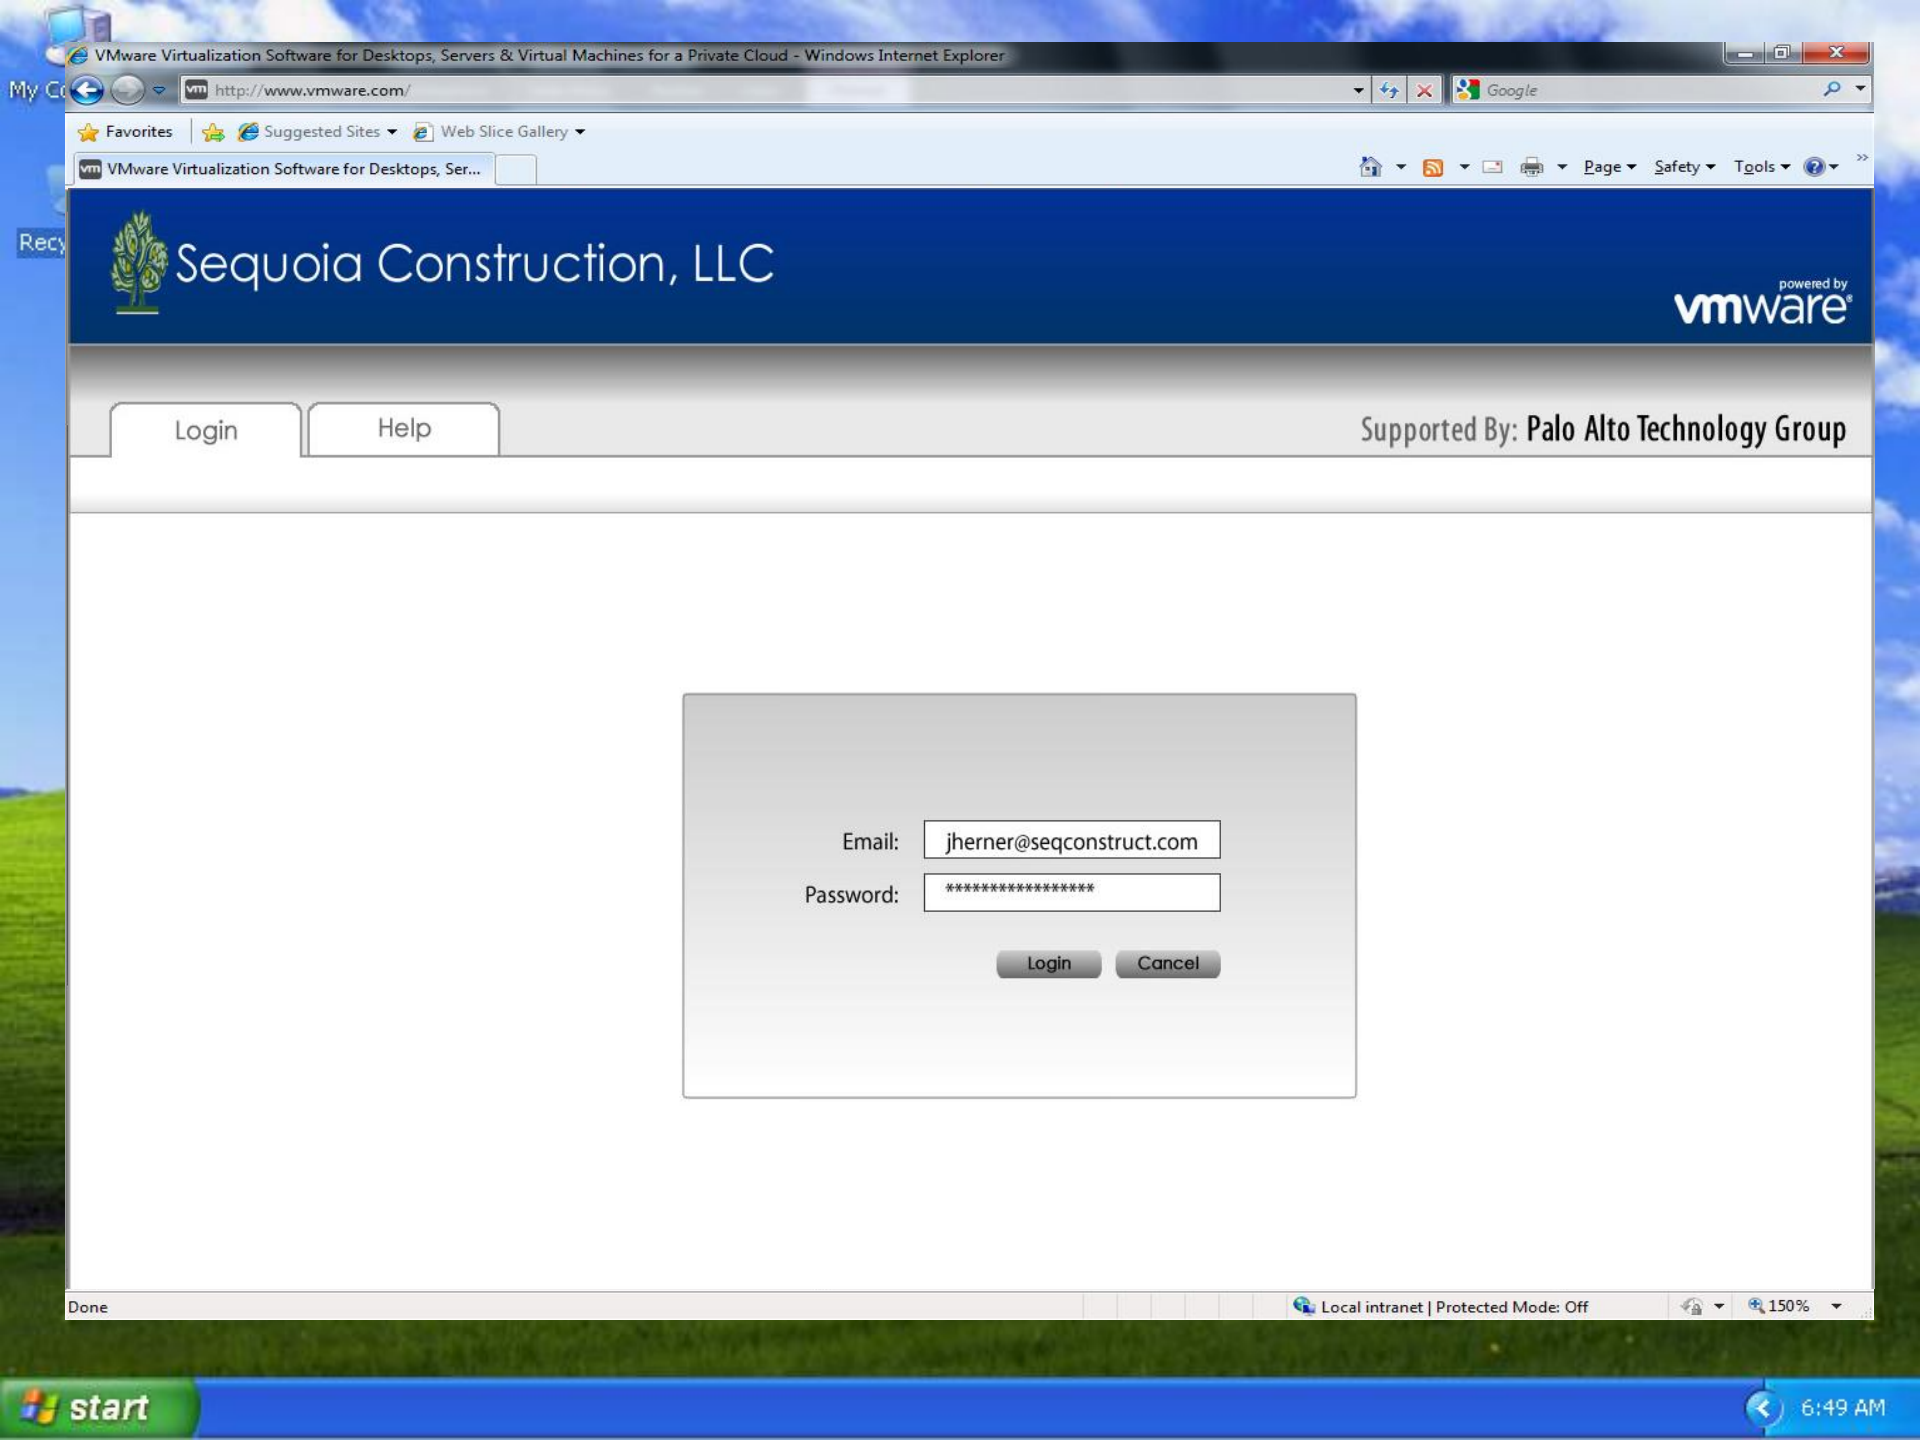 My Co
VMware Virtualization Software for Desktops, Servers & Virtual Machines for a Private Cloud - Windows Internet Explorer
http://www.vmware.com/
Google
Favorites
Suggested Sites
Web Slice Gallery
VMware Virtualization Software for Desktops, Ser...
Page
Safety
Tools
Recy
Sequoia Construction, LLC
powered by
vmware®
Login
Help
Supported By: Palo Alto Technology Group
Email: jherner@seqconstruct.com
Password: *****************
Login
Cancel
Done
Local intranet | Protected Mode: Off
150%
start
6:49 AM